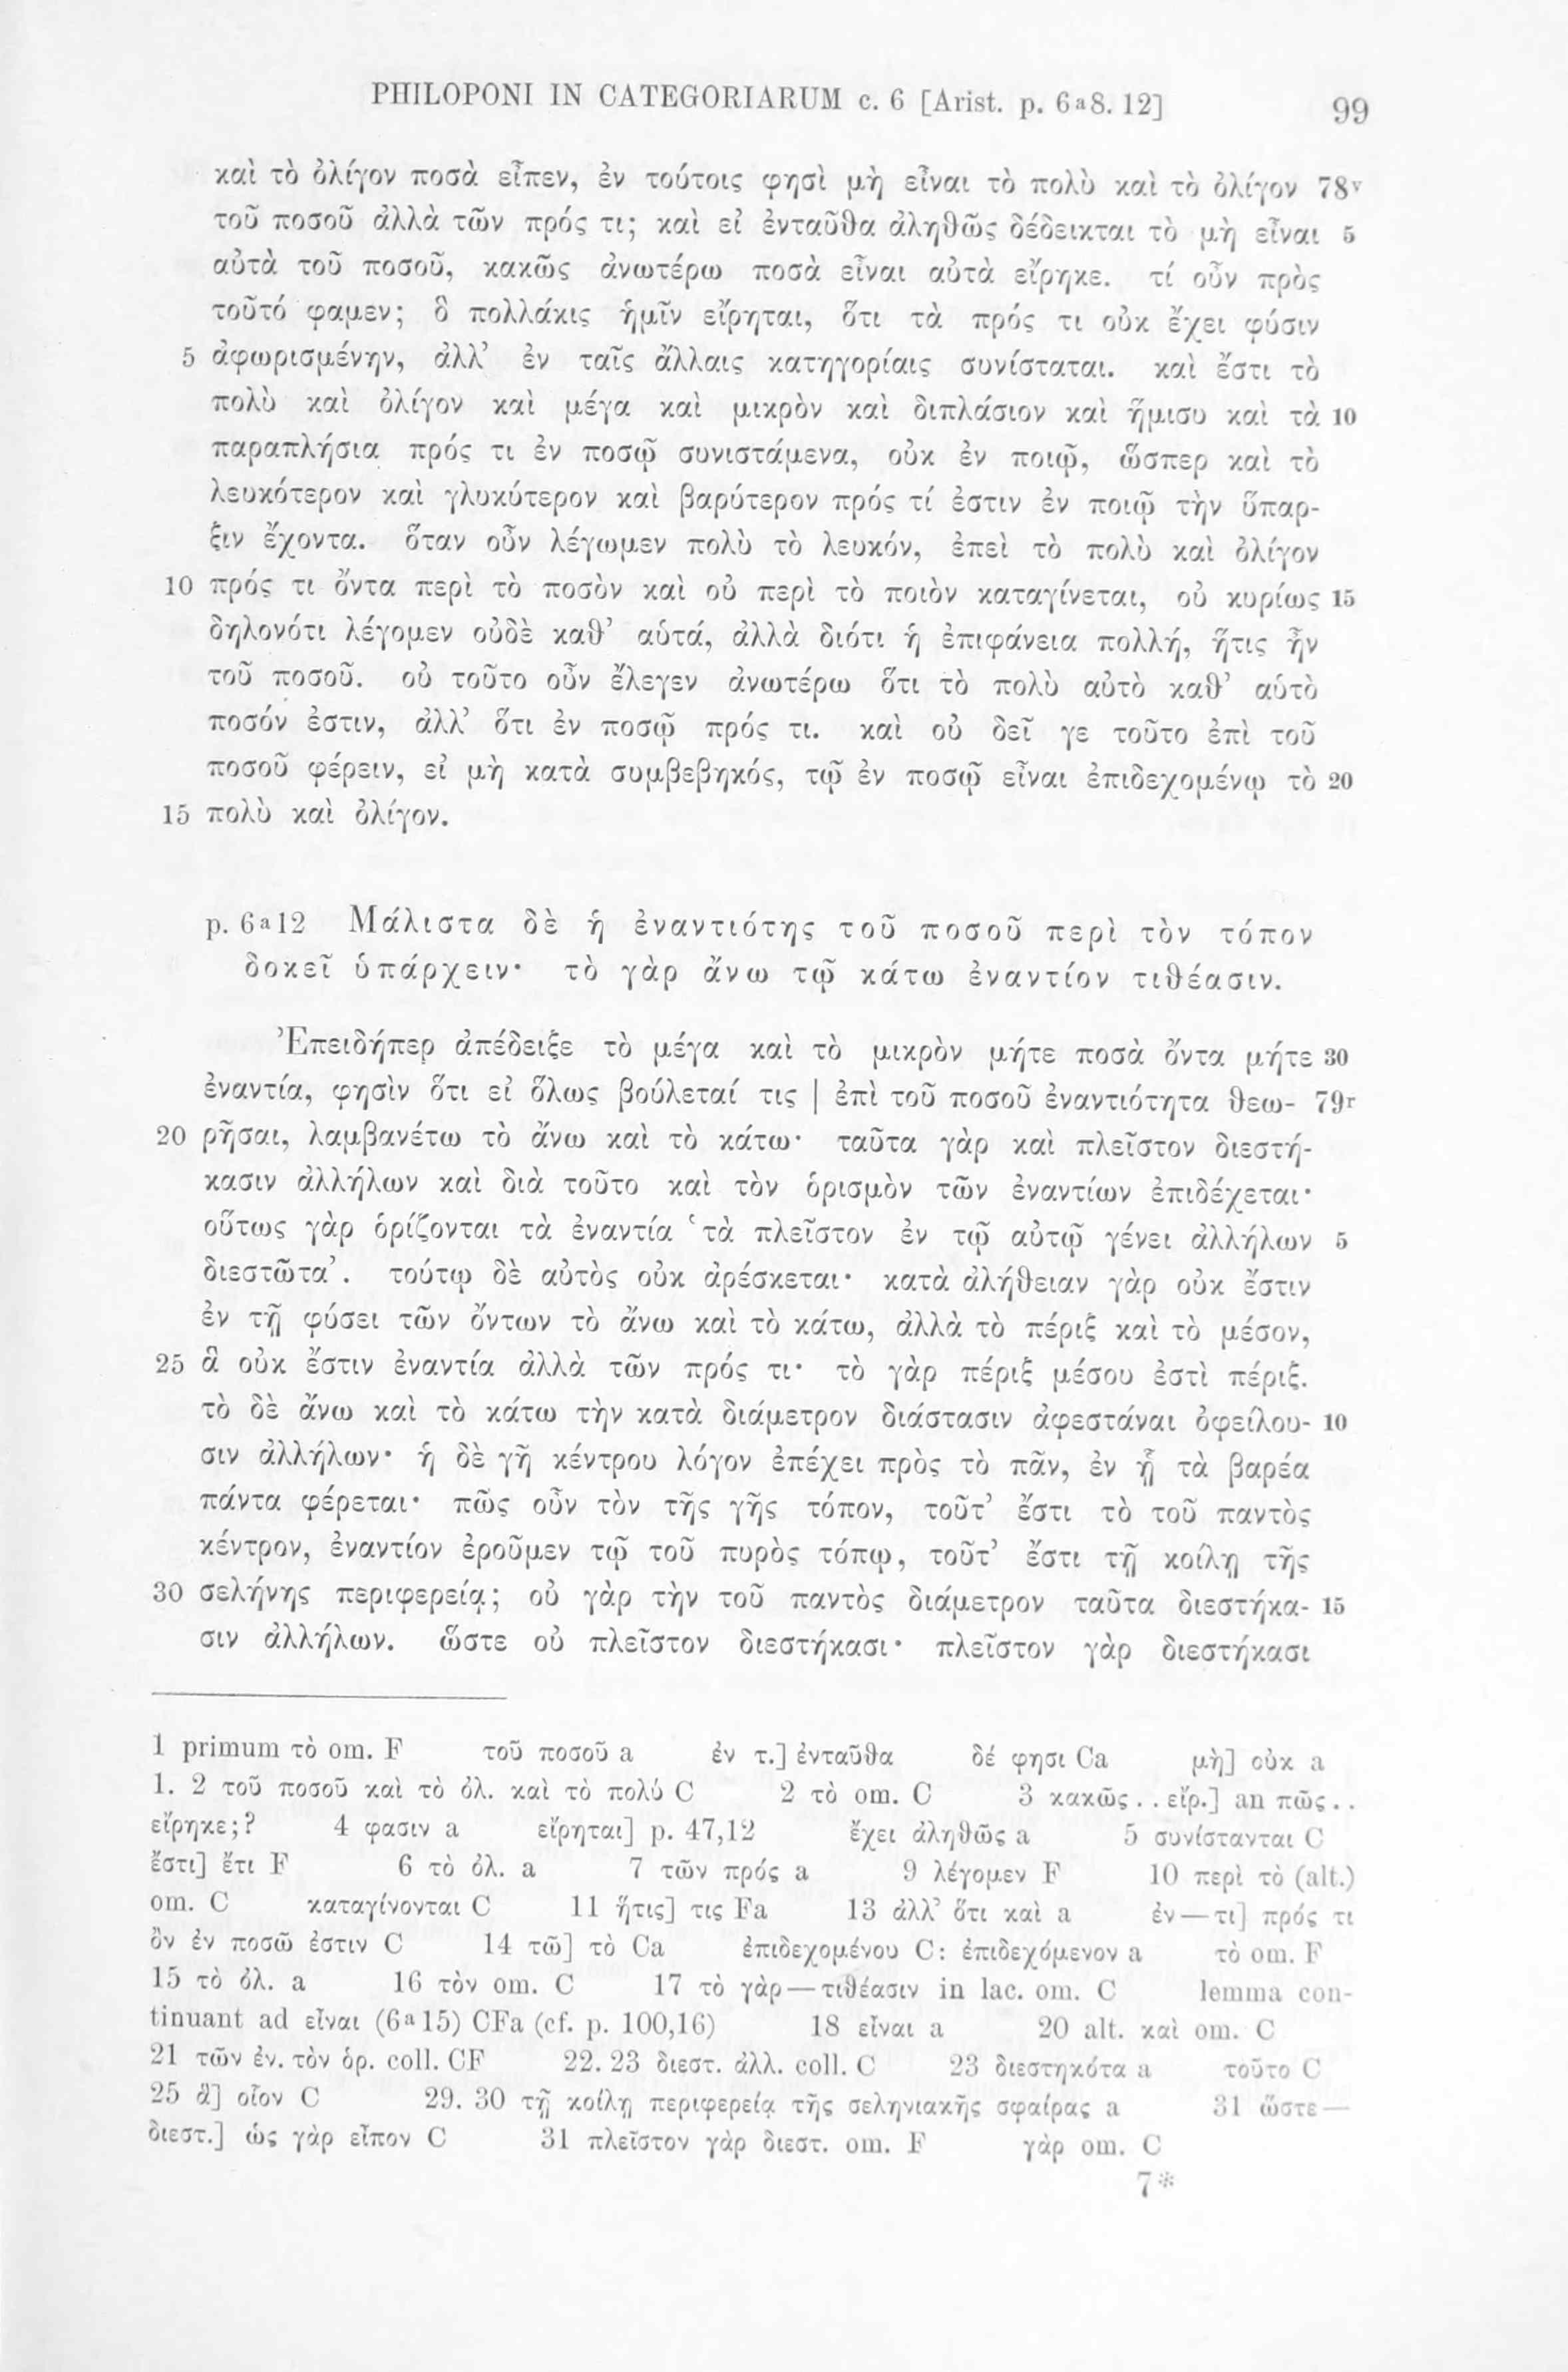 PHILOPONI IN CATEGORIARUM c. 6 [Arist. p. 6a8. 12] 99
καὶ τὸ ὀλίγον ποσὰ εἶπεν, ἐν τούτοις φησὶ μὴ εἶναι τὸ πολὺ καὶ τὸ ὀλίγον 78v
τοῦ ποσοῦ ἀλλὰ τῶν πρός τι; καὶ εἰ ἐνταῦθα ἀληθῶς δέδεικται τὸ μὴ εἶναι 5
αὐτὰ τοῦ ποσοῦ, κακῶς ἀνωτέρω ποσὰ εἶναι αὐτὰ εἴρηκε. τί οὖν πρὸς
τοῦτό φαμεν; ὃ πολλάκις ἡμῖν εἴρηται, ὅτι τὰ πρός τι οὐκ ἔχει φύσιν
5 ἀφωρισμένην, ἀλλ’ ἐν ταῖς ἄλλαις κατηγορίαις συνίσταται. καὶ ἔστι τὸ
πολὺ καὶ ὀλίγον καὶ μέγα καὶ μικρὸν καὶ διπλάσιον καὶ ἥμισυ καὶ τὰ 10
παραπλήσια πρός τι ἐν ποσῷ συνιστάμενα, οὐκ ἐν ποιῷ, ὥσπερ καὶ τὸ
λευκότερον καὶ γλυκύτερον καὶ βαρύτερον πρός τί ἐστιν ἐν ποιῷ τὴν ὕπαρ-
ξιν ἔχοντα. ὅταν οὖν λέγωμεν πολὺ τὸ λευκόν, ἐπεὶ τὸ πολὺ καὶ ὀλίγον
10 πρός τι ὄντα περὶ τὸ ποσὸν καὶ οὐ περὶ τὸ ποιὸν καταγίνεται, οὐ κυρίως 15
δηλονότι λέγομεν οὐδὲ καθ’ αὑτά, ἀλλὰ διότι ἡ ἐπιφάνεια πολλή, ἥτις ἦν
τοῦ ποσοῦ. οὐ τοῦτο οὖν ἔλεγεν ἀνωτέρω ὅτι τὸ πολὺ αὐτὸ καθ’ αὑτὸ
ποσόν ἐστιν, ἀλλ’ ὅτι ἐν ποσῷ πρός τι. καὶ οὐ δεῖ γε τοῦτο ἐπὶ τοῦ
ποσοῦ φέρειν, εἰ μὴ κατὰ συμβεβηκός, τῷ ἐν ποσῷ εἶναι ἐπιδεχομένῳ τὸ 20
15 πολὺ καὶ ὀλίγον.
p. 6a12 Μάλιστα δὲ ἡ ἐναντιότης τοῦ ποσοῦ περὶ τὸν τόπον
δοκεῖ ὑπάρχειν· τὸ γὰρ ἄνω τῷ κάτω ἐναντίον τιθέασιν.
Ἐπειδήπερ ἀπέδειξε τὸ μέγα καὶ τὸ μικρὸν μήτε ποσὰ ὄντα μήτε 30
ἐναντία, φησὶν ὅτι εἰ ὅλως βούλεταί τις | ἐπὶ τοῦ ποσοῦ ἐναντιότητα θεω- 79r
20 ρῆσαι, λαμβανέτω τὸ ἄνω καὶ τὸ κάτω· ταῦτα γὰρ καὶ πλεῖστον διεστή-
κασιν ἀλλήλων καὶ διὰ τοῦτο καὶ τὸν ὁρισμὸν τῶν ἐναντίων ἐπιδέχεται·
οὕτως γὰρ ὁρίζονται τὰ ἐναντία ‘τὰ πλεῖστον ἐν τῷ αὐτῷ γένει ἀλλήλων 5
διεστῶτα’. τούτῳ δὲ αὐτὸς οὐκ ἀρέσκεται· κατὰ ἀλήθειαν γὰρ οὐκ ἔστιν
ἐν τῇ φύσει τῶν ὄντων τὸ ἄνω καὶ τὸ κάτω, ἀλλὰ τὸ πέριξ καὶ τὸ μέσον,
25 ἃ οὐκ ἔστιν ἐναντία ἀλλὰ τῶν πρός τι· τὸ γὰρ πέριξ μέσου ἐστὶ πέριξ.
τὸ δὲ ἄνω καὶ τὸ κάτω τὴν κατὰ διάμετρον διάστασιν ἀφεστάναι ὀφείλου- 10
σιν ἀλλήλων· ἡ δὲ γῆ κέντρου λόγον ἐπέχει πρὸς τὸ πᾶν, ἐν ᾗ τὰ βαρέα
πάντα φέρεται· πῶς οὖν τὸν τῆς γῆς τόπον, τοῦτ’ ἔστι τὸ τοῦ παντὸς
κέντρον, ἐναντίον ἐροῦμεν τῷ τοῦ πυρὸς τόπῳ, τοῦτ’ ἔστι τῇ κοίλῃ τῆς
30 σελήνης περιφερείᾳ; οὐ γὰρ τὴν τοῦ παντὸς διάμετρον ταῦτα διεστήκα- 15
σιν ἀλλήλων. ὥστε οὐ πλεῖστον διεστήκασι· πλεῖστον γὰρ διεστήκασι
1 primum τὸ om. F τοῦ ποσοῦ a ἐν τ.] ἐνταῦθα δέ φησι Ca μὴ] οὐκ a
1. 2 τοῦ ποσοῦ καὶ τὸ ὀλ. καὶ τὸ πολὺ C 2 τὸ om. C 3 κακῶς . . εἴρ.] an πῶς . .
εἴρηκε;? 4 φασιν a εἴρηται] p. 47,12 ἔχει ἀληθῶς a 5 συνίστανται C
ἔστι] ἔτι F 6 τὸ ὀλ. a 7 τῶν πρός a 9 λέγομεν F 10 περὶ τὸ (alt.)
om. C καταγίνονται C 11 ἥτις] τις Fa 13 ἀλλ’ ὅτι καὶ a ἐν—τι] πρός τι
ὂν ἐν ποσῶ ἐστιν C 14 τῶ] τὸ Ca ἐπιδεχομένου C: ἐπιδεχόμενον a τὸ om. F
15 τὸ ὀλ. a 16 τὸν om. C 17 τὸ γὰρ—τιθέασιν in lac. om. C lemma con-
tinuant ad εἶναι (6a15) CFa (cf. p. 100,16) 18 εἶναι a 20 alt. καὶ om. C
21 τῶν ἐν. τὸν ὁρ. coll. CF 22. 23 διεστ. ἀλλ. coll. C 23 διεστηκότα a τοῦτο C
25 ἃ] οἷον C 29. 30 τῇ κοίλῃ περιφερείᾳ τῆς σεληνιακῆς σφαίρας a 31 ὥστε—
διεστ.] ὡς γὰρ εἶπον C 31 πλεῖστον γὰρ διεστ. om. F γὰρ om. C
7*